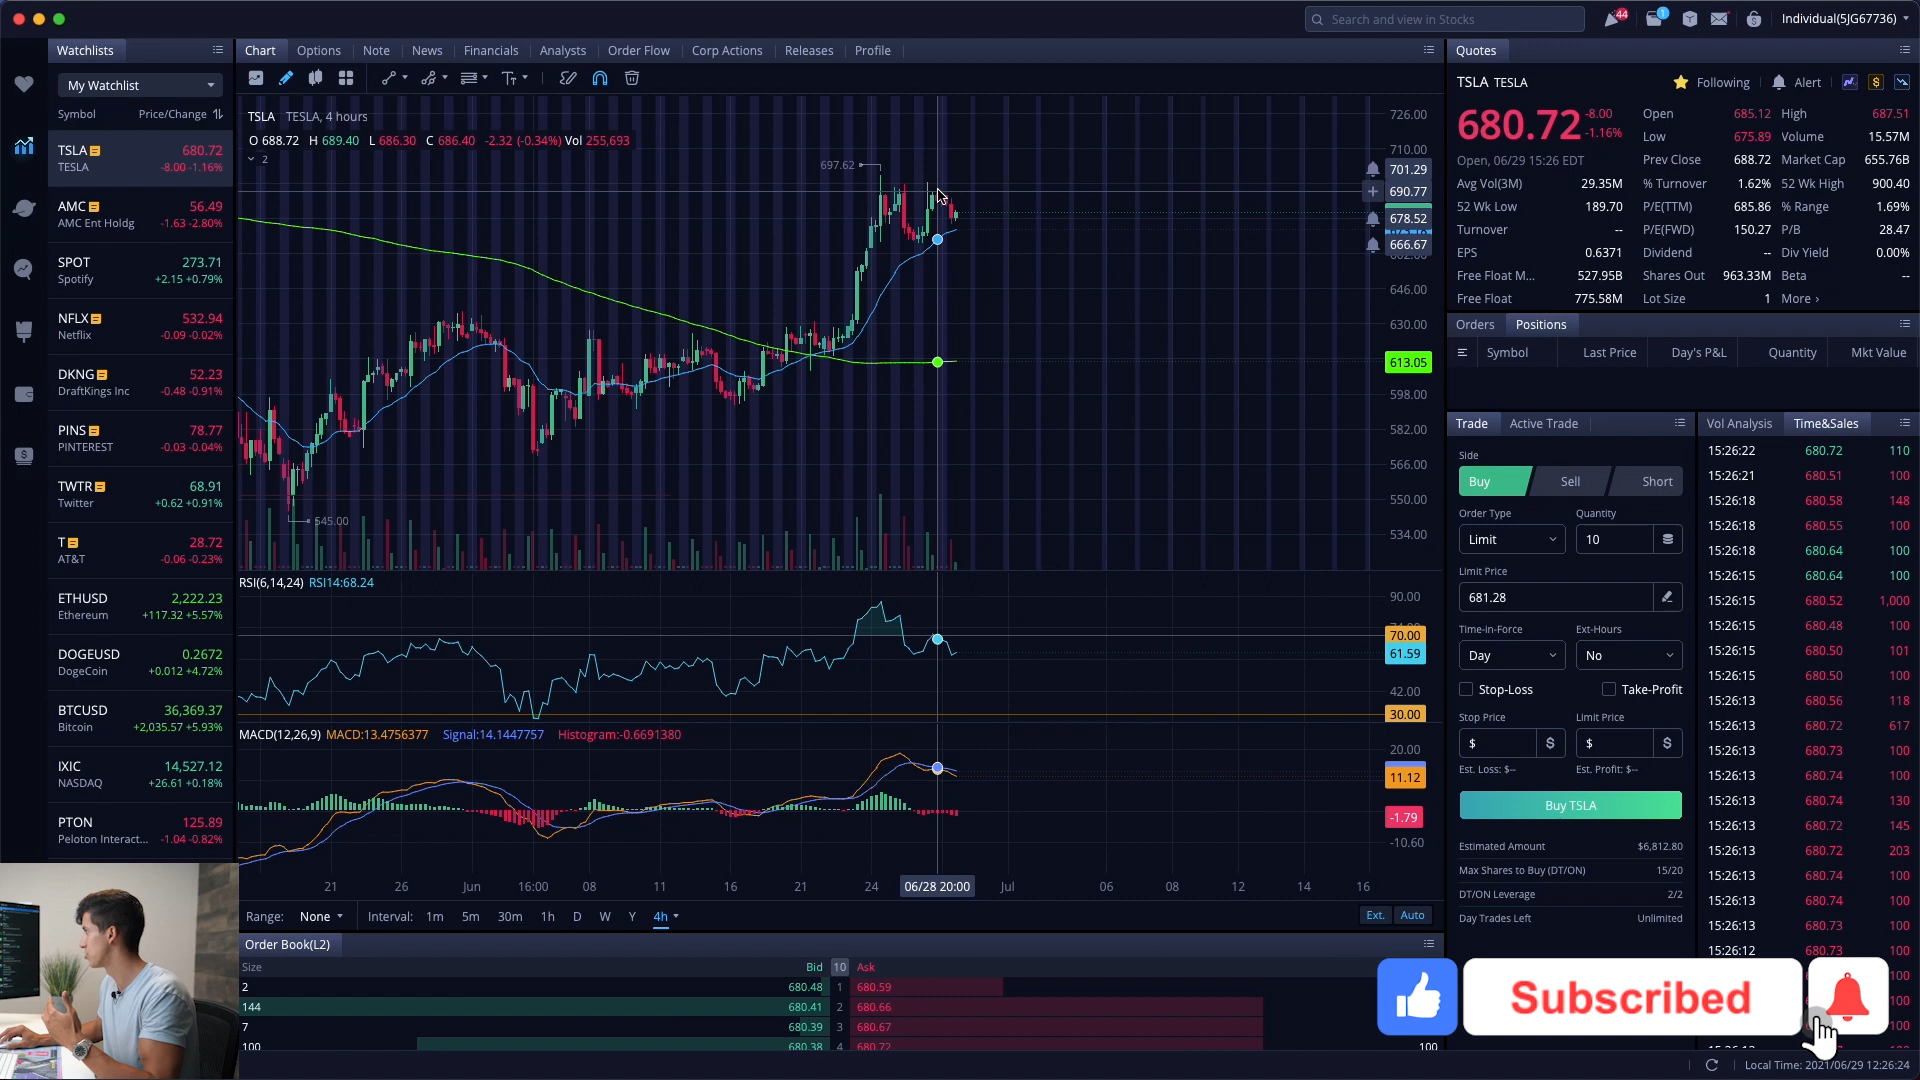 Search and view in Stocks
44
1
Individual(5JG67736)
Watchlists
My Watchlist
Symbol Price/Change
TSLA 680.72
TESLA -8.00 -1.16%
AMC 56.49
AMC Ent Holdg -1.63 -2.80%
SPOT 273.71
Spotify +2.15 +0.79%
NFLX 532.94
Netflix -0.09 -0.02%
DKNG 52.23
DraftKings Inc -0.48 -0.91%
PINS 78.77
PINTEREST -0.03 -0.04%
TWTR 68.91
Twitter +0.62 +0.91%
T 28.72
AT&T -0.06 -0.23%
ETHUSD 2,222.23
Ethereum +117.32 +5.57%
DOGEUSD 0.2672
DogeCoin +0.012 +4.72%
BTCUSD 36,369.37
Bitcoin +2,035.57 +5.93%
IXIC 14,527.12
NASDAQ +26.61 +0.18%
PTON 125.89
Peloton Interact... -1.04 -0.82%
Chart Options Note News Financials Analysts Order Flow Corp Actions Releases Profile
TSLA TESLA, 4 hours
O 688.72 H 689.40 L 686.30 C 686.40 -2.32 (-0.34%) Vol 255,693
2
697.62
545.00
726.00
710.00
701.29
690.77
678.52
666.67
646.00
630.00
613.05
598.00
582.00
566.00
550.00
534.00
RSI(6,14,24) RSI14:68.24
90.00
70.00
61.59
42.00
30.00
MACD(12,26,9) MACD:13.4756377 Signal:14.1447757 Histogram:-0.6691380
20.00
11.12
-1.79
-10.60
21 26 Jun 16:00 08 11 16 21 24 06/28 20:00 Jul 06 08 12 14 16
Range: None Interval: 1m 5m 30m 1h D W Y 4h Ext. Auto
Order Book(L2)
Size Bid 10 Ask
2 680.48 1 680.59
144 680.41 2 680.66
7 680.39 3 680.67
100 680.38 4 680.72 100
Quotes
TSLA TESLA Following Alert
680.72 -8.00
-1.16%
Open, 06/29 15:26 EDT
Open 685.12 High 687.51
Low 675.89 Volume 15.57M
Prev Close 688.72 Market Cap 655.76B
Avg Vol(3M) 29.35M % Turnover 1.62% 52 Wk High 900.40
52 Wk Low 189.70 P/E(TTM) 685.86 % Range 1.69%
Turnover -- P/E(FWD) 150.27 P/B 28.47
EPS 0.6371 Dividend -- Div Yield 0.00%
Free Float M... 527.95B Shares Out 963.33M Beta --
Free Float 775.58M Lot Size 1 More ›
Orders Positions
Symbol Last Price Day's P&L Quantity Mkt Value
Trade Active Trade
Side
Buy Sell Short
Order Type Quantity
Limit 10
Limit Price
681.28
Time-in-Force Ext-Hours
Day No
Stop-Loss Take-Profit
Stop Price Limit Price
$ $ $ $
Est. Loss: $-- Est. Profit: $--
Buy TSLA
Estimated Amount $6,812.80
Max Shares to Buy (DT/ON) 15/20
DT/ON Leverage 2/2
Day Trades Left Unlimited
Vol Analysis Time&Sales
15:26:22 680.72 110
15:26:21 680.51 100
15:26:18 680.58 148
15:26:18 680.55 100
15:26:18 680.64 100
15:26:15 680.64 100
15:26:15 680.52 1,000
15:26:15 680.48 100
15:26:15 680.50 101
15:26:15 680.50 100
15:26:13 680.56 118
15:26:13 680.72 617
15:26:13 680.73 100
15:26:13 680.74 100
15:26:13 680.74 130
15:26:13 680.72 145
15:26:13 680.72 203
15:26:13 680.74 100
15:26:13 680.74 100
15:26:13 680.73 100
15:26:12 680.73 100
Subscribed
Local Time: 2021/06/29 12:26:24